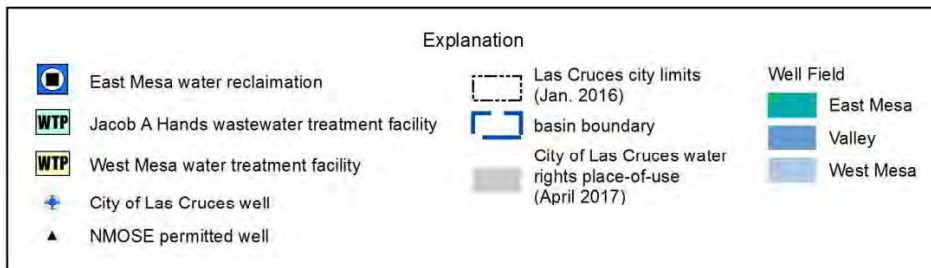 Explanation
East Mesa water reclaimation
WTP
Jacob A Hands wastewater treatment facility
WTP
West Mesa water treatment facility
City of Las Cruces well
NMOSE permitted well
Las Cruces city limits
(Jan. 2016)
basin boundary
City of Las Cruces water
rights place-of-use
(April 2017)
Well Field
East Mesa
Valley
West Mesa